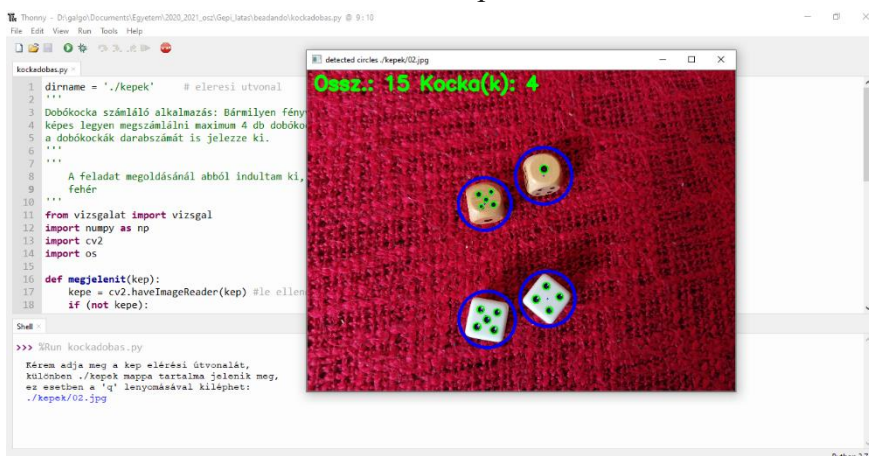 Thonny - D:\galgo\Documents\Egyetem\2020_2021_osz\Gepi_latas\beadando\kockadobas.py @ 9:10
File Edit View Run Tools Help
kockadobas.py
1 dirname = './kepek' # eleresi utvonal
2 '''
3 Dobókocka számláló alkalmazás: Bármilyen fény
4 képes legyen megszámlálni maximum 4 db dobóko
5 a dobókockák darabszámát is jelezze ki.
6 '''
7 '''
8 A feladat megoldásánál abból indultam ki,
9 fehér
10 '''
11 from vizsgalat import vizsgal
12 import numpy as np
13 import cv2
14 import os
15
16 def megjelenit(kep):
17 kepe = cv2.haveImageReader(kep) #le ellen
18 if (not kepe):
detected circles ./kepek/02.jpg
Ossz.: 15 Kocka(k): 4
Shell
>>> %Run kockadobas.py
Kérem adja meg a kep elérési útvonalát,
különben ./kepek mappa tartalma jelenik meg,
ez esetben a 'q' lenyomásával kiléphet:
./kepek/02.jpg